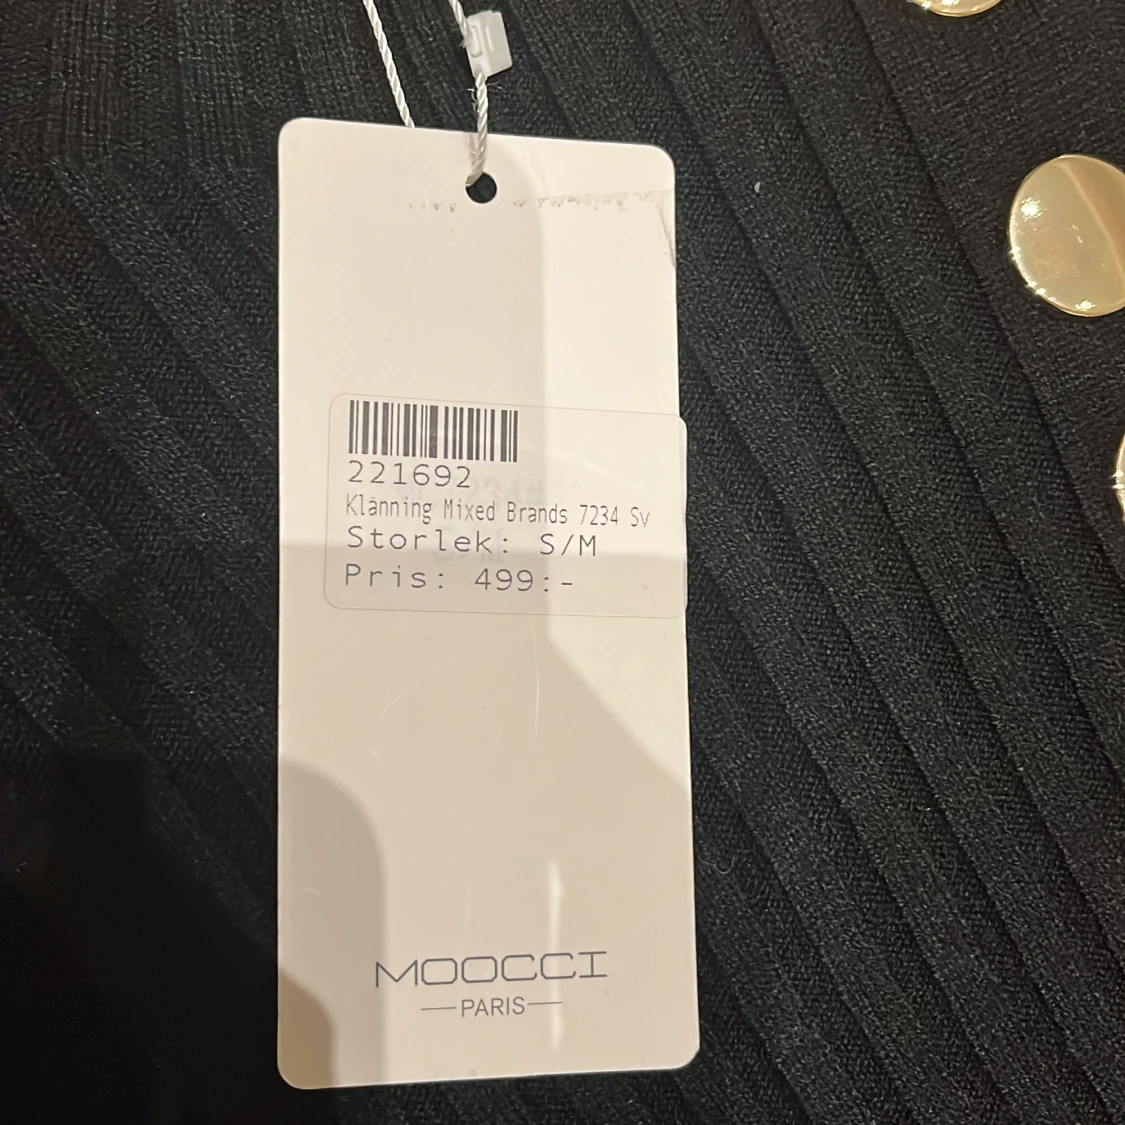 221692
Klänning Mixed Brands 7234 Sv
Storlek: S/M
Pris: 499:-
MOOCCI
PARIS